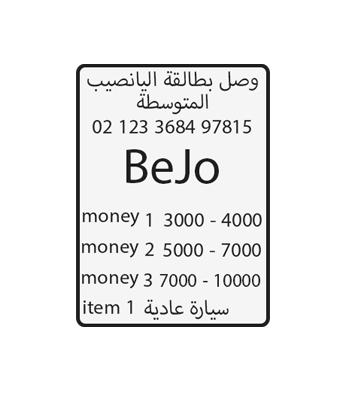 وصل بطالقة اليانصيب
المتوسطة
02 123 3684 97815
BeJo
money 1 3000 - 4000
money 2 5000 - 7000
money 3 7000 - 10000
item 1 سيارة عادية